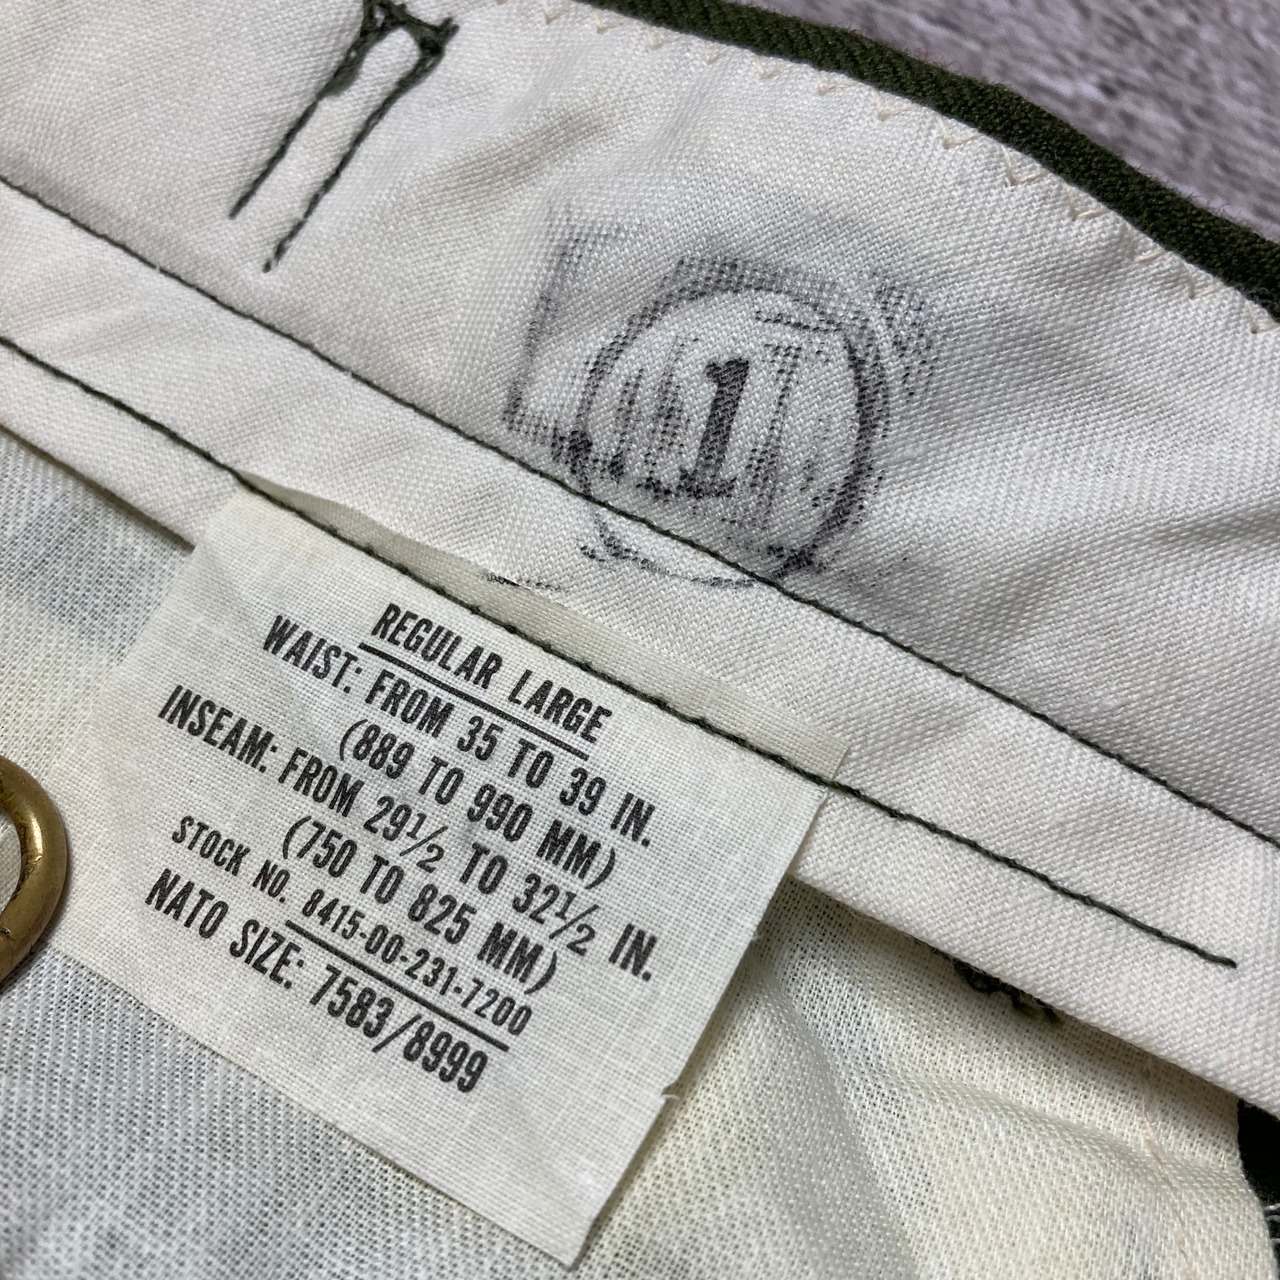 1
REGULAR LARGE
WAIST: FROM 35 TO 39 IN.
(889 TO 990 MM)
INSEAM: FROM 29½ TO 32½ IN.
(750 TO 825 MM)
STOCK NO. 8415-00-231-7200
NATO SIZE: 7583/8999